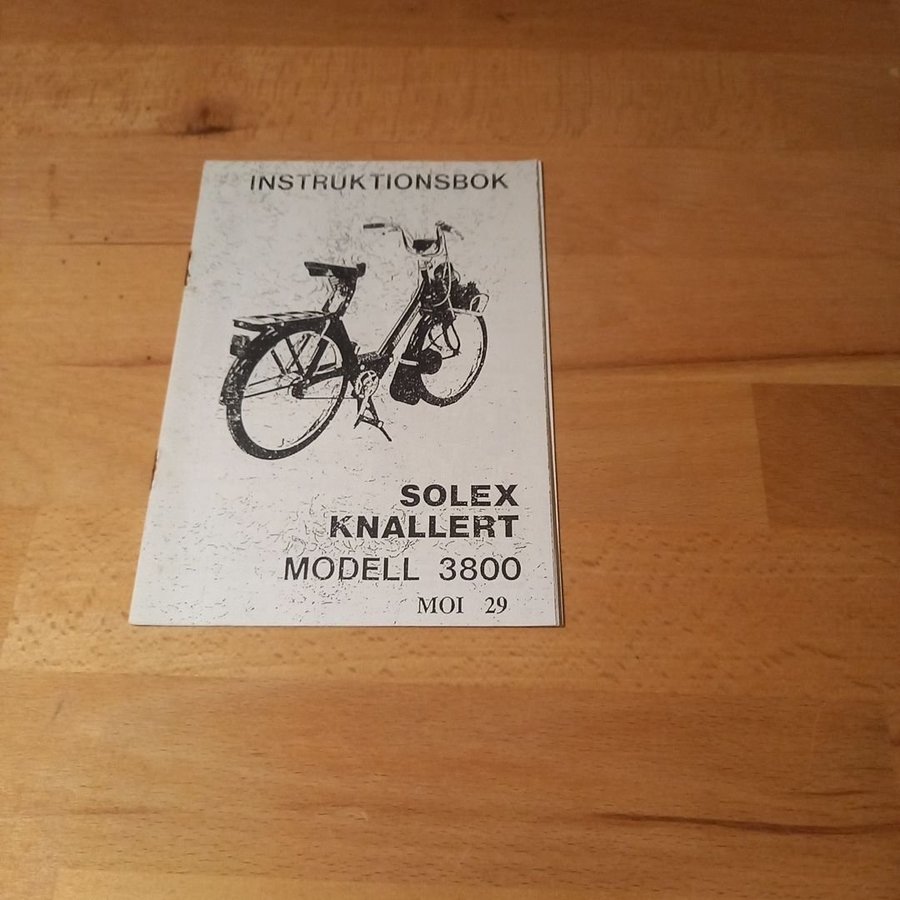 INSTRUKTIONSBOK
SOLEX
KNALLERT
MODELL 3800
MOI 29